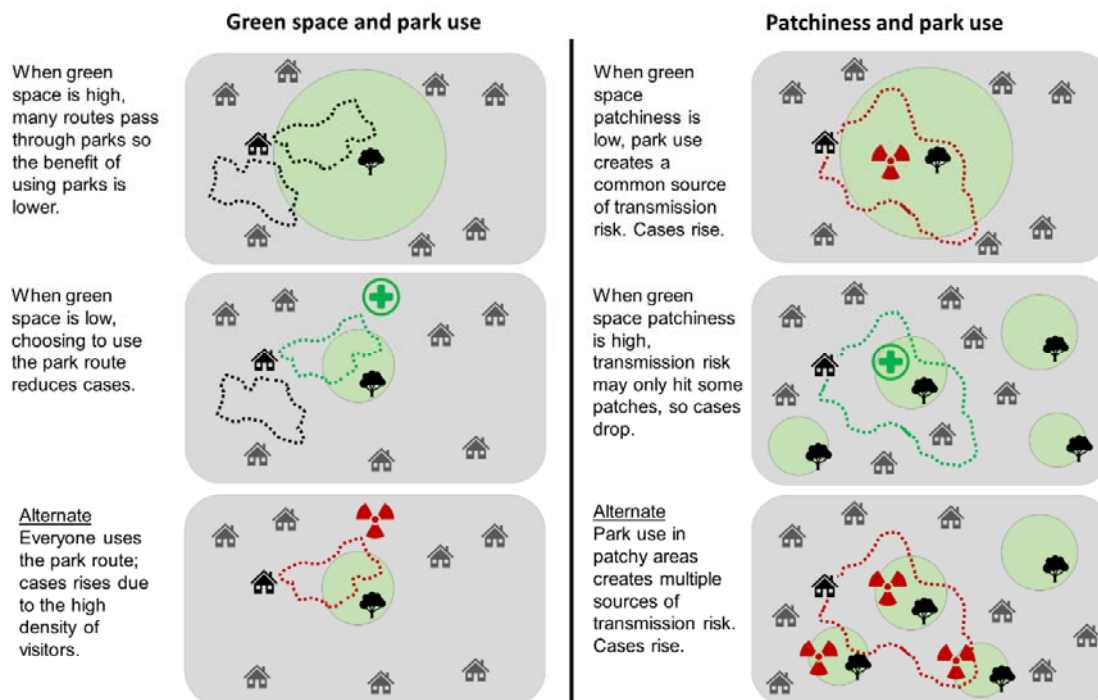 Green space and park use
When green
space is high,
many routes pass
through parks so
the benefit of
using parks is
lower.
When green
space is low,
choosing to use
the park route
reduces cases.
Alternate
Everyone uses
the park route;
cases rises due
to the high
density of
visitors.
Patchiness and park use
When green
space
patchiness is
low, park use
creates a
common source
of transmission
risk. Cases rise.
When green
space patchiness
is high,
transmission risk
may only hit some
patches, so cases
drop.
Alternate
Park use in
patchy areas
creates multiple
sources of
transmission risk.
Cases rise.